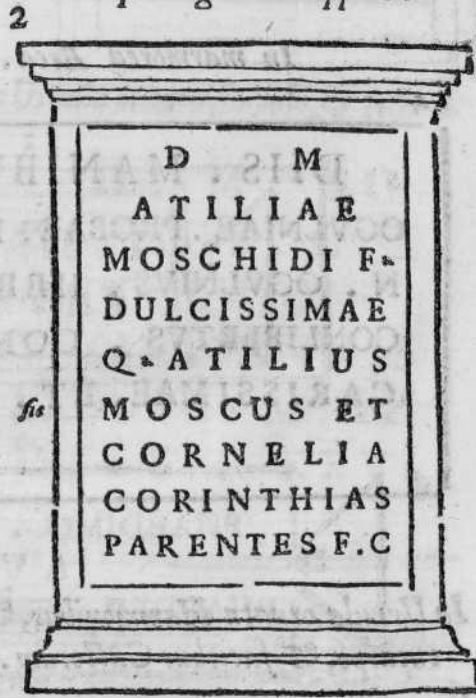 2
D M
ATILIAE
MOSCHIDI F
DULCISSIMAE
Q ATILIUS
sic MOSCUS ET
CORNELIA
CORINTHIAS
PARENTES F.C